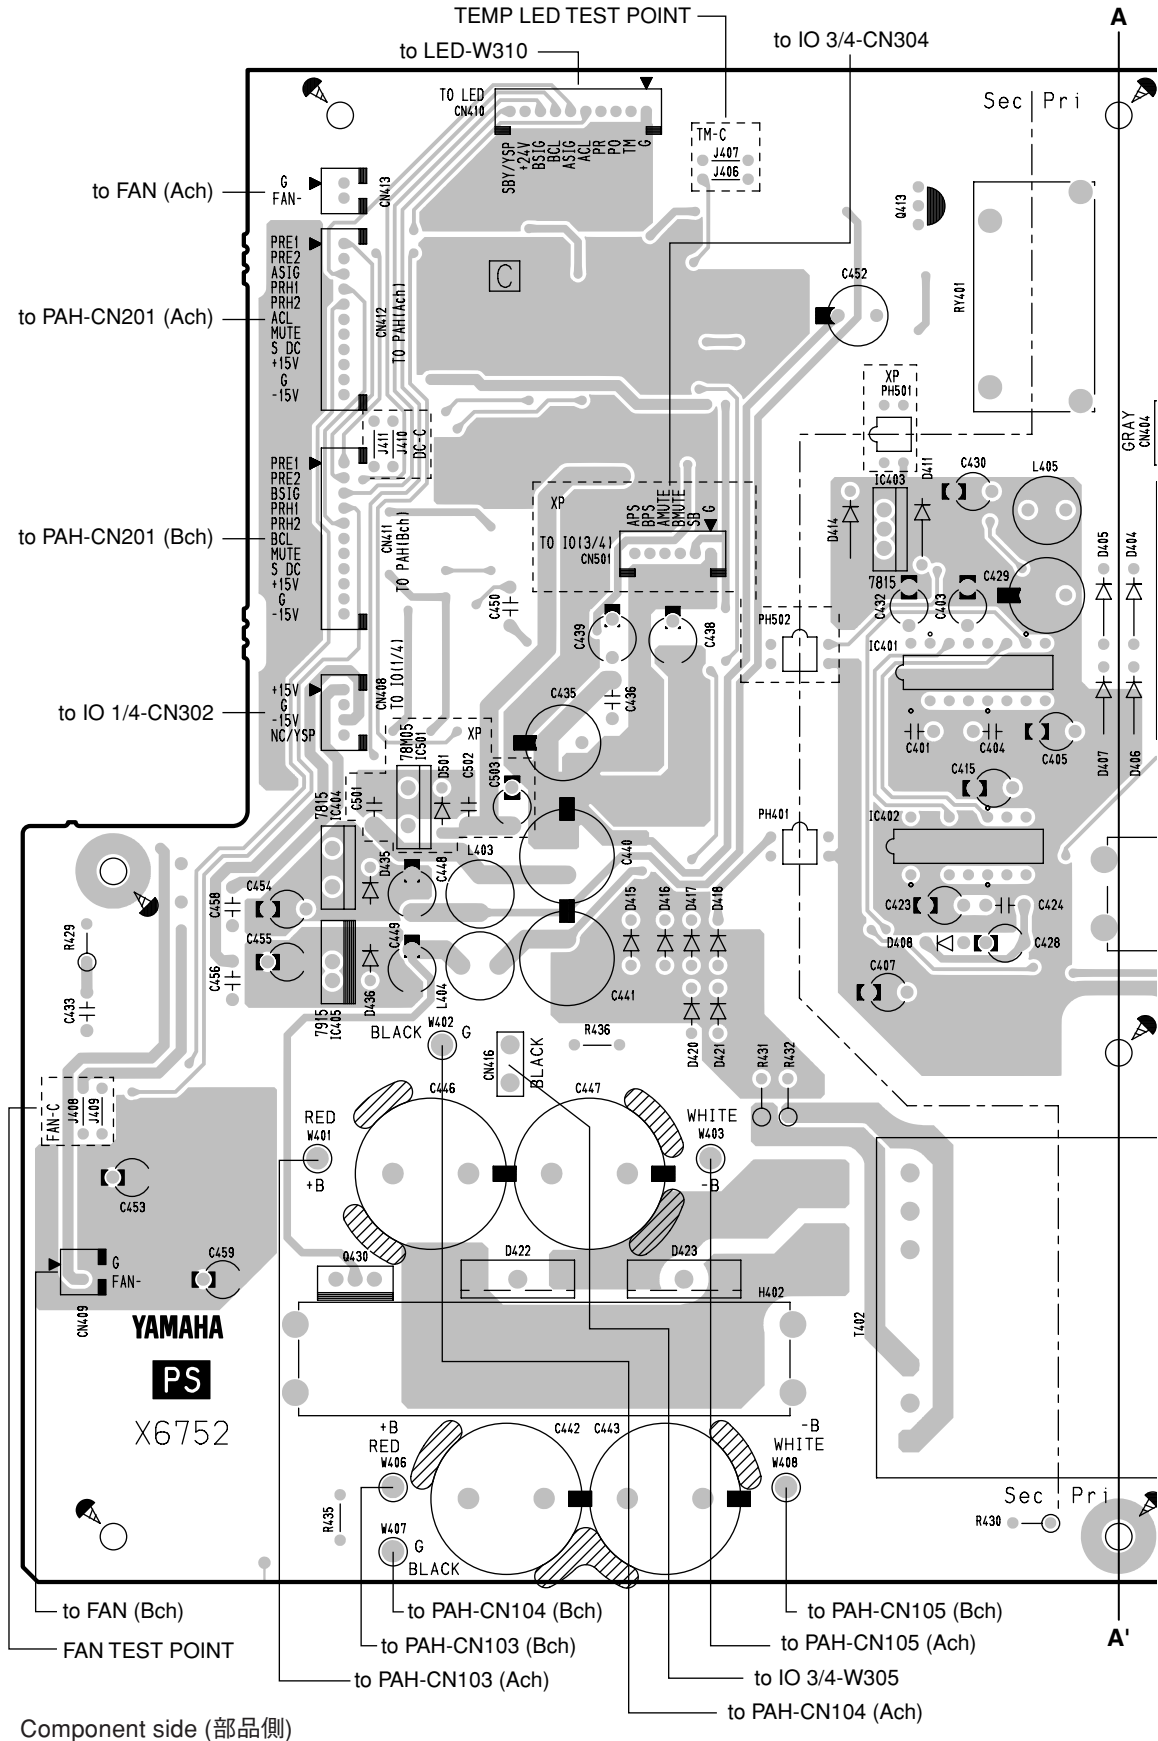 TEMP LED TEST POINT
A
to LED-W310
to IO 3/4-CN304
TO LED
CN410
SBY/YSP
+24V
BSIG
BCL
ASIG
ACL
PR
PO
TM
G
TM-C
J407
J406
Sec
Pri
to FAN (Ach)
G
FAN-
CN413
Q413
RY401
C452
C
to PAH-CN201 (Ach)
PRE1
PRE2
ASIG
PRH1
PRH2
ACL
MUTE
S DC
+15V
G
-15V
CN412
TO PAH(Ach)
XP
PH501
GRAY
CN404
J411
J410
DC-C
to PAH-CN201 (Bch)
PRE1
PRE2
BSIG
PRH1
PRH2
BCL
MUTE
S DC
+15V
G
-15V
CN411
TO PAH(Bch)
XP
TO IO(3/4)
CN501
APS
BPS
AMUTE
BMUTE
SB
G
D414
IC403
7815
D411
C430
L405
C429
C432
C403
D405
D404
C450
C439
C438
PH502
IC401
to IO 1/4-CN302
+15V
G
-15V
NC/YSP
CN408
TO IO(1/4)
C435
C436
C401
C404
C405
D407
D406
78M05
IC501
XP
D501
C502
C503
C501
7815
IC404
C415
IC402
PH401
D435
C448
L403
C440
C454
C458
C455
C456
C449
D436
L404
C441
7915
IC405
D415
D416
D417
D418
C423
C424
D408
C428
C407
R429
C433
BLACK
W402
G
CN416
BLACK
R436
D420
D421
R431
R432
FAN-C
J408
J409
C446
C447
RED
W401
+B
WHITE
W403
-B
C453
G
FAN-
CN409
C459
Q430
D422
D423
H402
T402
YAMAHA
PS
X6752
+B
RED
W406
C442
C443
-B
WHITE
W408
R435
W407
G
BLACK
Sec
Pri
R430
to FAN (Bch)
to PAH-CN104 (Bch)
to PAH-CN105 (Bch)
FAN TEST POINT
to PAH-CN103 (Bch)
to PAH-CN105 (Ach)
A'
to PAH-CN103 (Ach)
to IO 3/4-W305
to PAH-CN104 (Ach)
Component side (部品側)